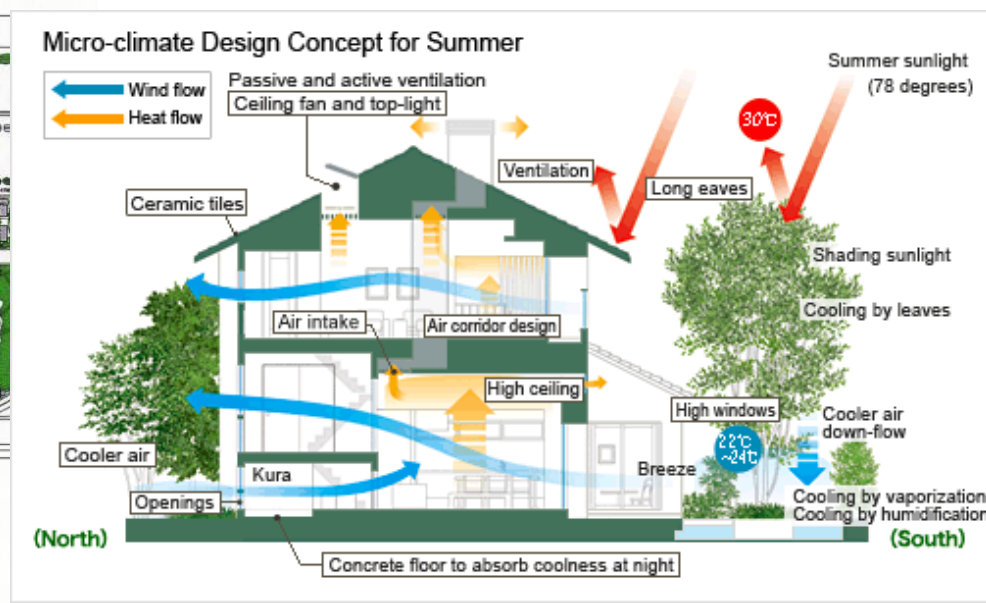 Micro-climate Design Concept for Summer
Wind flow
Heat flow
Passive and active ventilation
Ceiling fan and top-light
Summer sunlight
(78 degrees)
30℃
Ventilation
Long eaves
Ceramic tiles
Shading sunlight
Cooling by leaves
Air intake
Air corridor design
High ceiling
High windows
22℃
~24℃
Cooler air
down-flow
Cooler air
Kura
Breeze
Openings
Cooling by vaporization
Cooling by humidification
(North)
(South)
Concrete floor to absorb coolness at night